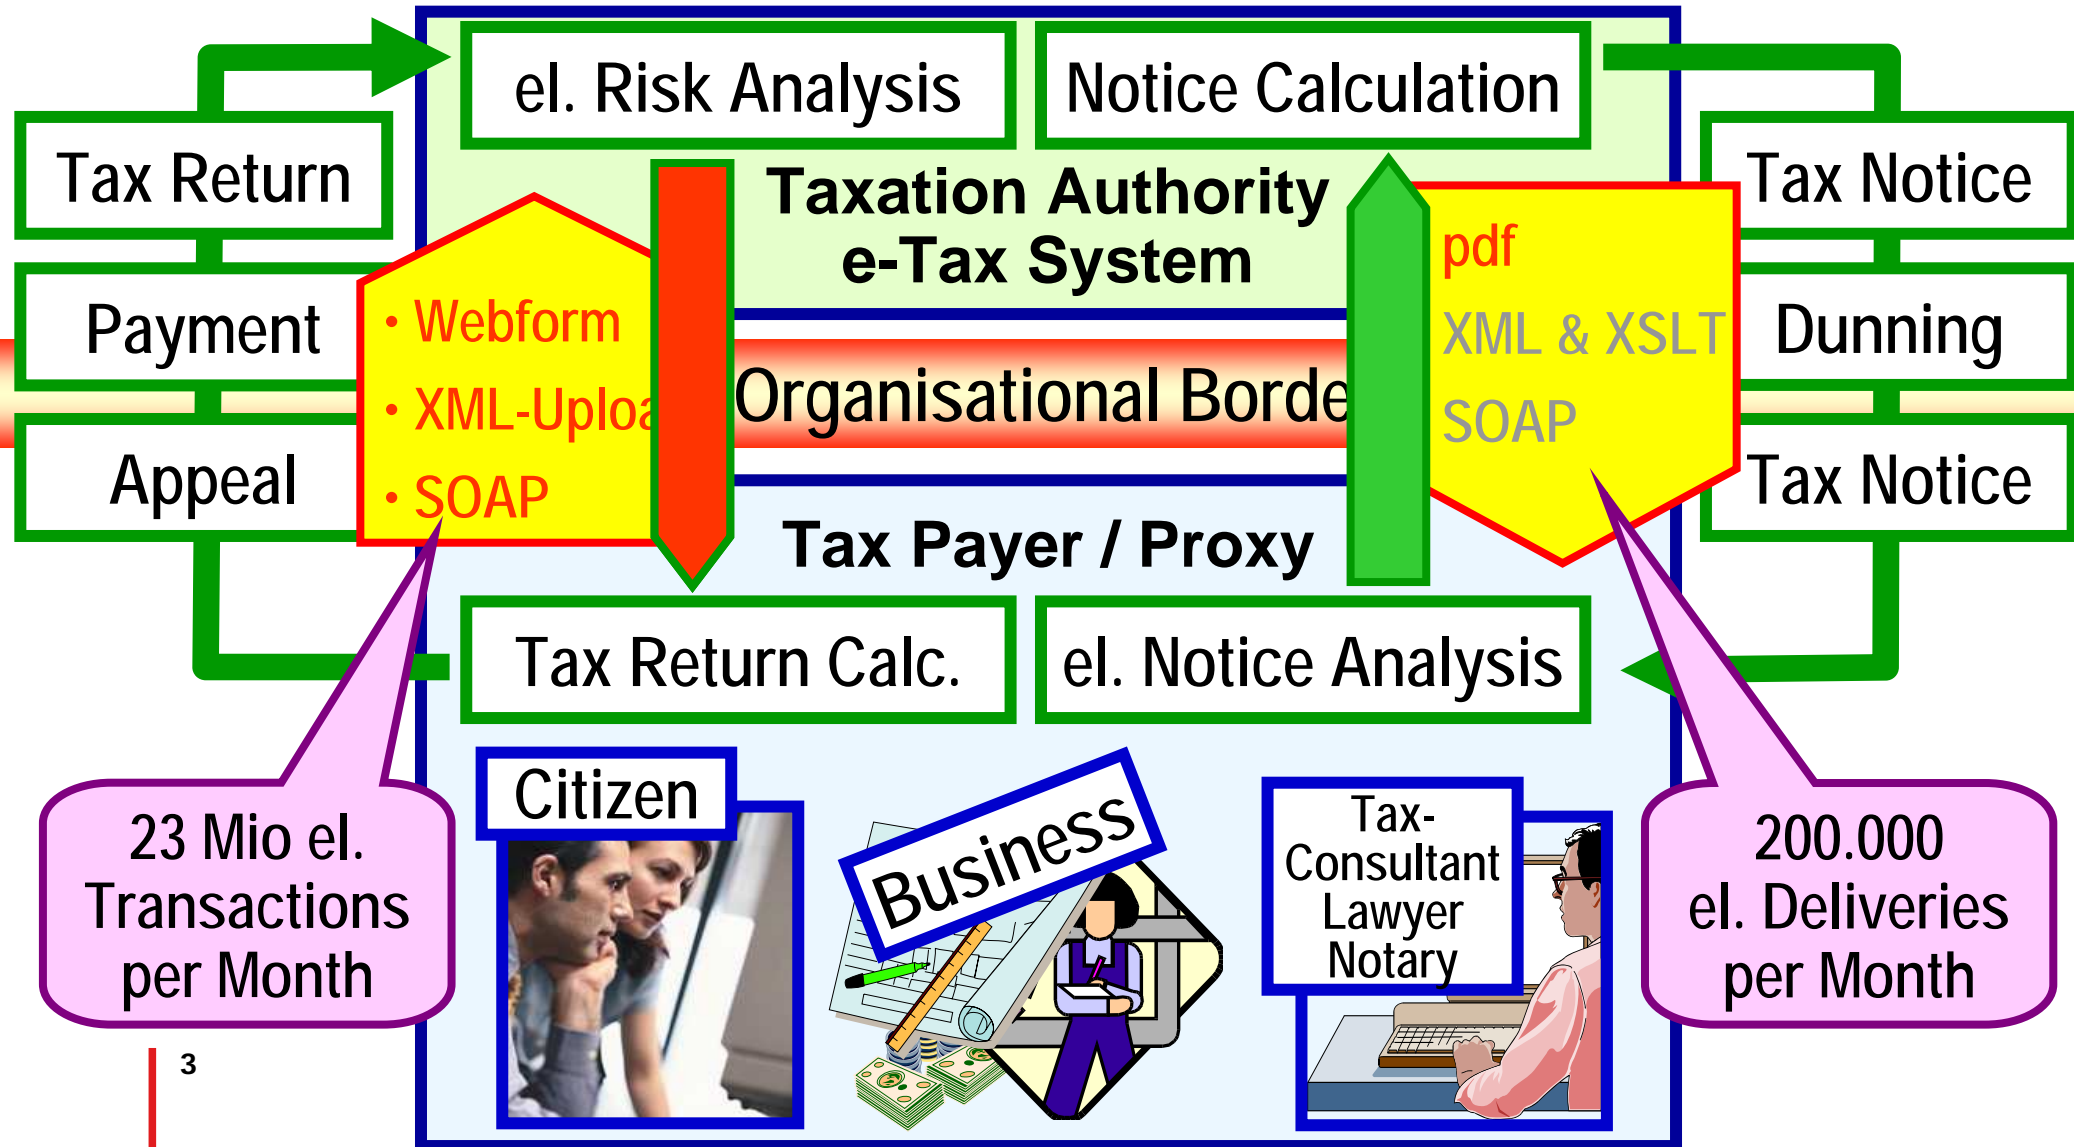 el. Risk Analysis
Notice Calculation
Tax Return
Payment
Appeal
Taxation Authority
e-Tax System
Tax Notice
Dunning
Tax Notice
• Webform
• XML-Uploa
• SOAP
pdf
XML & XSLT
SOAP
Organisational Borde
Tax Payer / Proxy
Tax Return Calc.
el. Notice Analysis
23 Mio el.
Transactions
per Month
Citizen
Business
Tax-
Consultant
Lawyer
Notary
200.000
el. Deliveries
per Month
3